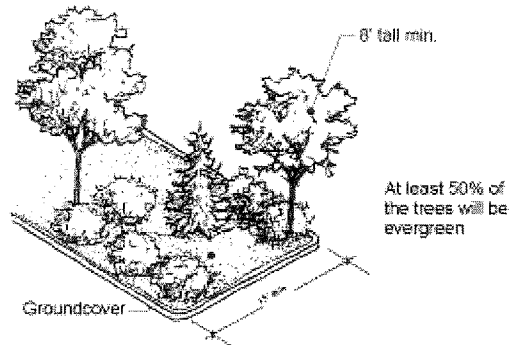 8' tall min.
At least 50% of
the trees will be
evergreen
Groundcover